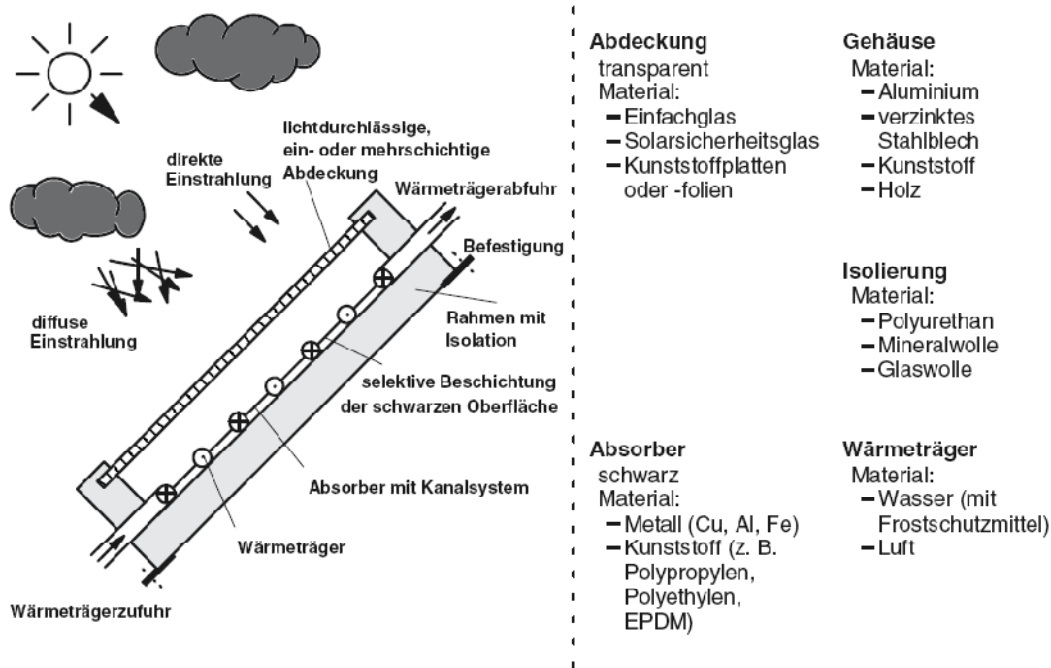 lichtdurchlässige,
ein- oder mehrschichtige
Abdeckung
direkte
Einstrahlung
Wärmeträgerabfuhr
Befestigung
diffuse
Einstrahlung
Rahmen mit
Isolation
selektive Beschichtung
der schwarzen Oberfläche
Absorber mit Kanalsystem
Wärmeträger
Wärmeträgerzufuhr
Abdeckung
transparent
Material:
– Einfachglas
– Solarsicherheitsglas
– Kunststoffplatten
oder -folien
Gehäuse
Material:
– Aluminium
– verzinktes
Stahlblech
– Kunststoff
– Holz
Isolierung
Material:
– Polyurethan
– Mineralwolle
– Glaswolle
Absorber
schwarz
Material:
– Metall (Cu, Al, Fe)
– Kunststoff (z. B.
Polypropylen,
Polyethylen,
EPDM)
Wärmeträger
Material:
– Wasser (mit
Frostschutzmittel)
– Luft